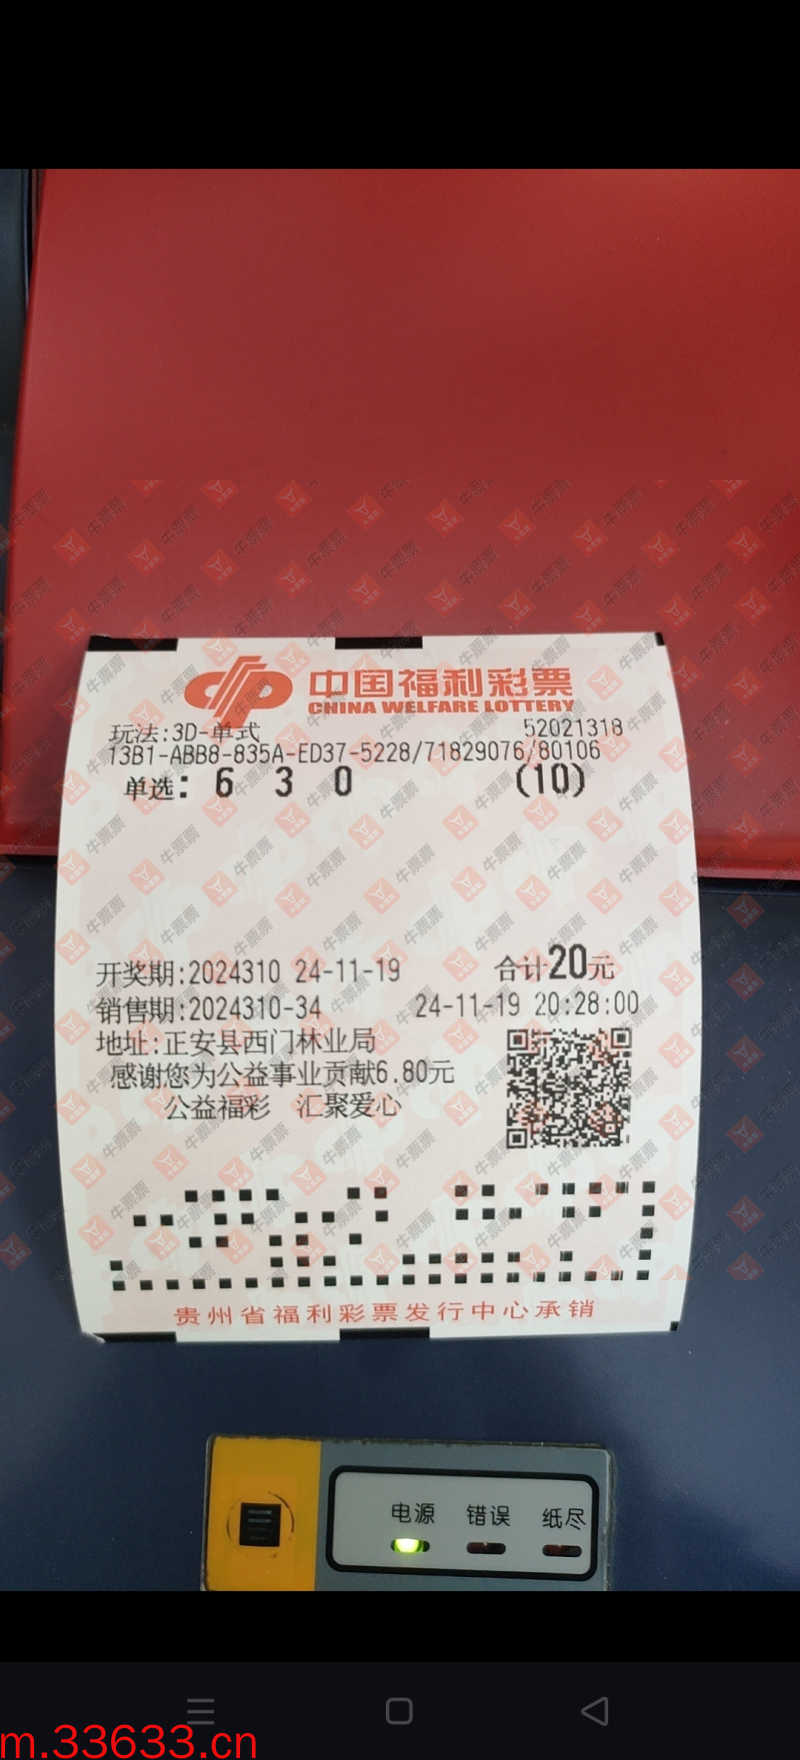 中国福利彩票
CHINA WELFARE LOTTERY
玩法:3D-单式 52021318
13B1-ABB8-835A-ED37-5228/71829076/80106
单选: 6 3 0 (10)
开奖期:2024310 24-11-19 合计20元
销售期:2024310-34 24-11-19 20:28:00
地址:正安县西门林业局
感谢您为公益事业贡献6.80元
公益福彩 汇聚爱心
贵州省福利彩票发行中心承销
电源 错误 纸尽
牛票票
m.33633.cn